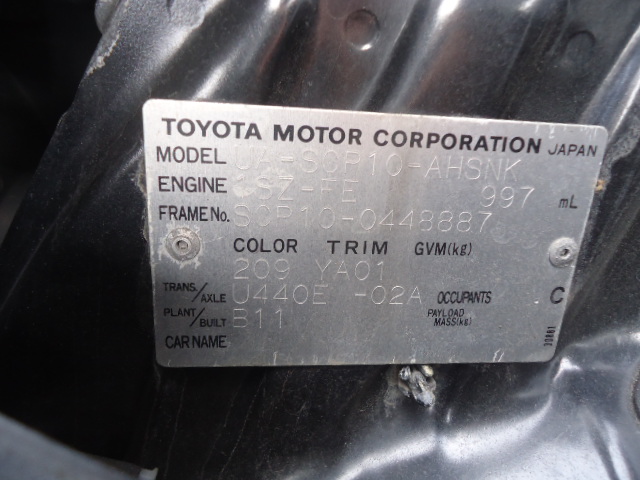 TOYOTA MOTOR CORPORATION JAPAN
MODEL UA-SCP10-AHSNK
ENGINE 1SZ-FE 997 mL
FRAME No. SCP10-0448887
COLOR TRIM GVM(kg)
209 YA01
TRANS./AXLE U440E -02A OCCUPANTS C
PLANT/BUILT B11 PAYLOAD MASS(kg)
CAR NAME